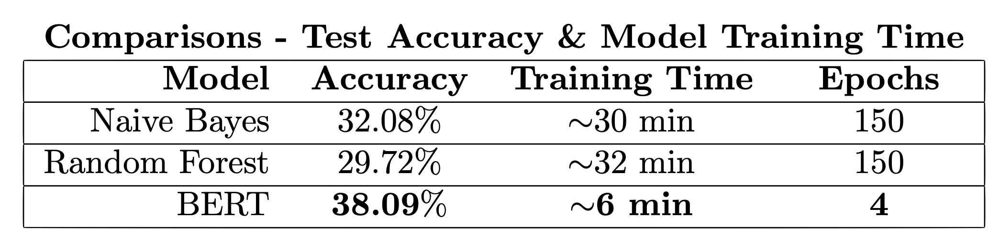 Comparisons - Test Accuracy & Model Training Time
Model Accuracy Training Time Epochs
Naive Bayes 32.08% ~30 min 150
Random Forest 29.72% ~32 min 150
BERT 38.09% ~6 min 4